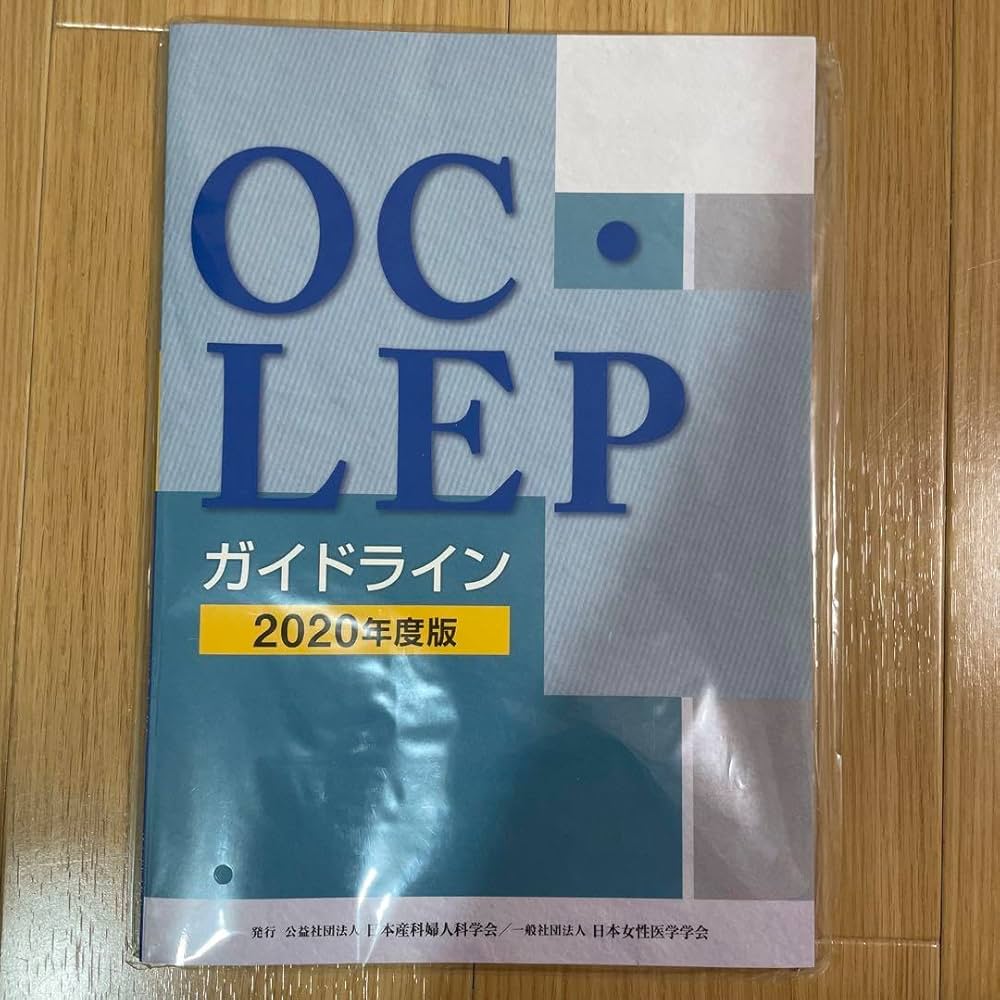 OC・
LEP
ガイドライン
2020年度版
発行 公益社団法人 日本産科婦人科学会／一般社団法人 日本女性医学学会